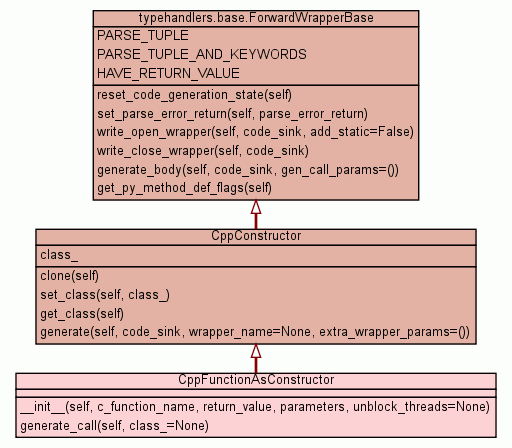 typehandlers.base.ForwardWrapperBase
PARSE_TUPLE
PARSE_TUPLE_AND_KEYWORDS
HAVE_RETURN_VALUE
reset_code_generation_state(self)
set_parse_error_return(self, parse_error_return)
write_open_wrapper(self, code_sink, add_static=False)
write_close_wrapper(self, code_sink)
generate_body(self, code_sink, gen_call_params=())
get_py_method_def_flags(self)
CppConstructor
class_
clone(self)
set_class(self, class_)
get_class(self)
generate(self, code_sink, wrapper_name=None, extra_wrapper_params=())
CppFunctionAsConstructor
__init__(self, c_function_name, return_value, parameters, unblock_threads=None)
generate_call(self, class_=None)